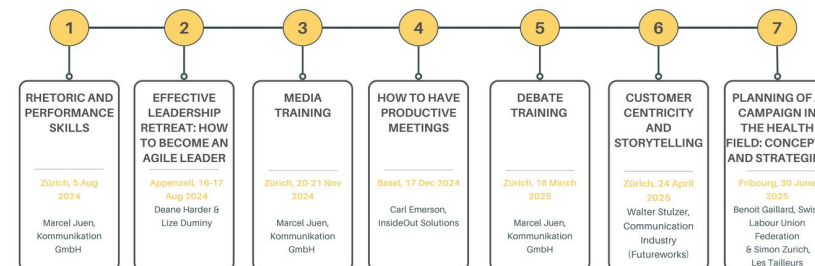 1
2
3
4
5
6
7
RHETORIC AND
PERFORMANCE
SKILLS
Zürich, 5 Aug
2024
Marcel Juen,
Kommunikation
GmbH
EFFECTIVE
LEADERSHIP
RETREAT: HOW
TO BECOME AN
AGILE LEADER
Appenzell, 16-17
Aug 2024
Deane Harder &
Lize Duminy
MEDIA
TRAINING
Zürich, 20-21 Nov
2024
Marcel Juen,
Kommunikation
GmbH
HOW TO HAVE
PRODUCTIVE
MEETINGS
Basel, 17 Dec 2024
Carl Emerson,
InsideOut Solutions
DEBATE
TRAINING
Zürich, 18 March
2025
Marcel Juen,
Kommunikation
GmbH
CUSTOMER
CENTRICITY
AND
STORYTELLING
Zürich, 24 April
2025
Walter Stulzer,
Communication
Industry
(Futureworks)
PLANNING OF
CAMPAIGN IN
THE HEALTH
FIELD: CONCEPT
AND STRATEGIE
Fribourg, 30 June
2025
Benoit Gaillard, Swis
Labour Union
Federation
& Simon Zurich,
Les Tailleurs